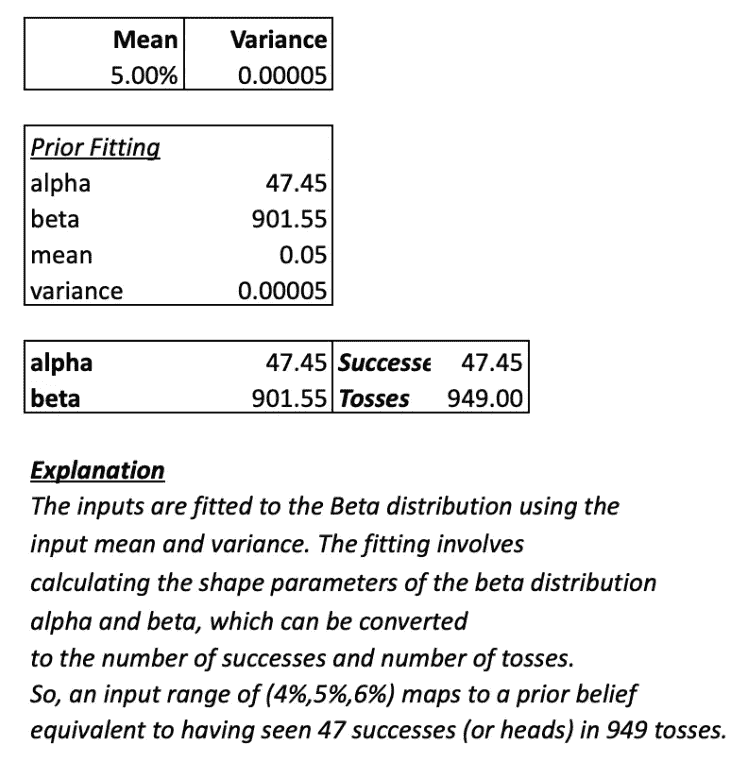 Mean Variance
5.00% 0.00005
Prior Fitting
alpha 47.45
beta 901.55
mean 0.05
variance 0.00005
alpha 47.45 Successe 47.45
beta 901.55 Tosses 949.00
Explanation
The inputs are fitted to the Beta distribution using the
input mean and variance. The fitting involves
calculating the shape parameters of the beta distribution
alpha and beta, which can be converted
to the number of successes and number of tosses.
So, an input range of (4%,5%,6%) maps to a prior belief
equivalent to having seen 47 successes (or heads) in 949 tosses.